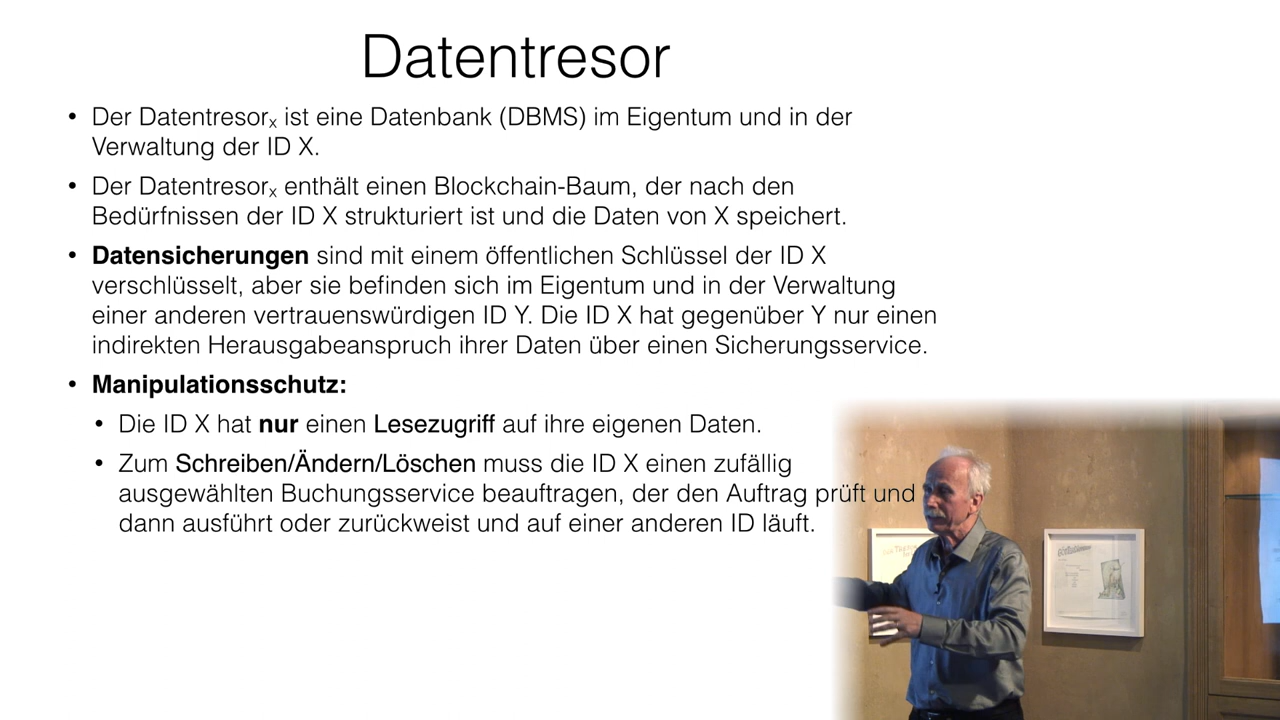 Datentresor
• Der Datentresorₓ ist eine Datenbank (DBMS) im Eigentum und in der
Verwaltung der ID X.
• Der Datentresorₓ enthält einen Blockchain-Baum, der nach den
Bedürfnissen der ID X strukturiert ist und die Daten von X speichert.
• Datensicherungen sind mit einem öffentlichen Schlüssel der ID X
verschlüsselt, aber sie befinden sich im Eigentum und in der Verwaltung
einer anderen vertrauenswürdigen ID Y. Die ID X hat gegenüber Y nur einen
indirekten Herausgabeanspruch ihrer Daten über einen Sicherungsservice.
• Manipulationsschutz:
• Die ID X hat nur einen Lesezugriff auf ihre eigenen Daten.
• Zum Schreiben/Ändern/Löschen muss die ID X einen zufällig
ausgewählten Buchungsservice beauftragen, der den Auftrag prüft und
dann ausführt oder zurückweist und auf einer anderen ID läuft.